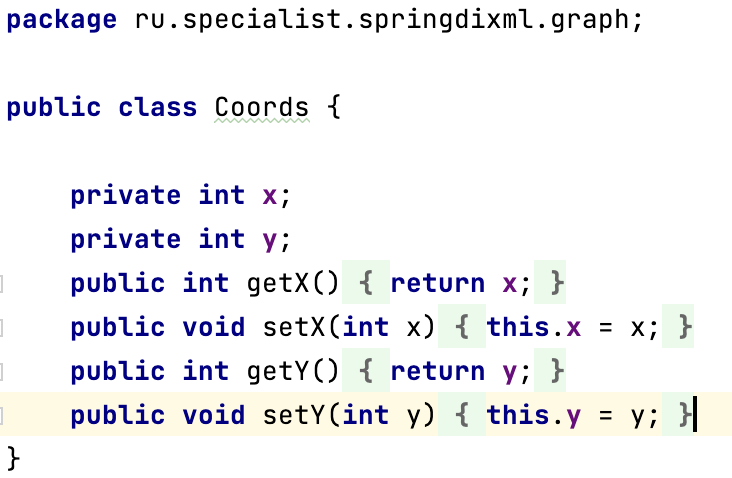 package ru.specialist.springdixml.graph;
public class Coords {
private int x;
private int y;
public int getX() { return x; }
public void setX(int x) { this.x = x; }
public int getY() { return y; }
public void setY(int y) { this.y = y; }
}